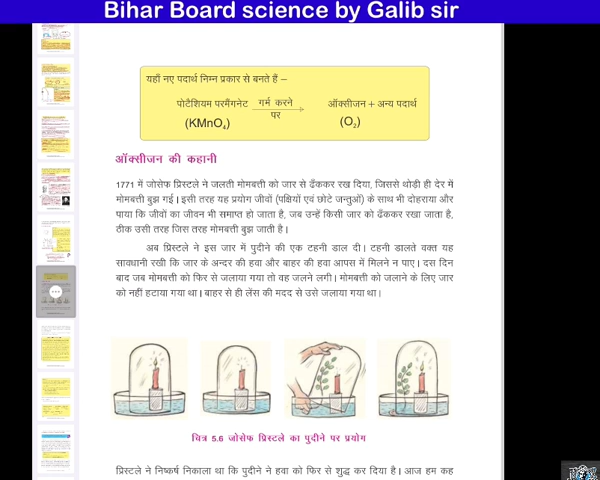 Bihar Board science by Galib sir
यहाँ नए पदार्थ निम्न प्रकार से बनते हैं –
पोटैशियम परमैंगनेट गर्म करने पर ऑक्सीजन + अन्य पदार्थ
(KMnO₄) (O₂)
ऑक्सीजन की कहानी
1771 में जोसेफ प्रिस्टले ने जलती मोमबत्ती को जार से ढँककर रख दिया, जिससे थोड़ी ही देर में
मोमबत्ती बुझ गई। इसी तरह यह प्रयोग जीवों (पक्षियों एवं छोटे जन्तुओं) के साथ भी दोहराया और
पाया कि जीवों का जीवन भी समाप्त हो जाता है, जब उन्हें किसी जार को ढँककर रखा जाता है,
ठीक उसी तरह जिस तरह मोमबत्ती बुझ जाती है।
अब प्रिस्टले ने इस जार में पुदीने की एक टहनी डाल दी। टहनी डालते वक्त यह
सावधानी रखी कि जार के अन्दर की हवा और बाहर की हवा आपस में मिलने न पाए। दस दिन
बाद जब मोमबत्ती को फिर से जलाया गया तो वह जलने लगी। मोमबत्ती को जलाने के लिए जार
को नहीं हटाया गया था। बाहर से ही लेंस की मदद से उसे जलाया गया था।
चित्र 5.6 जोसेफ प्रिस्टले का पुदीने पर प्रयोग
प्रिस्टले ने निष्कर्ष निकाला था कि पुदीने ने हवा को फिर से शुद्ध कर दिया है। आज हम कह